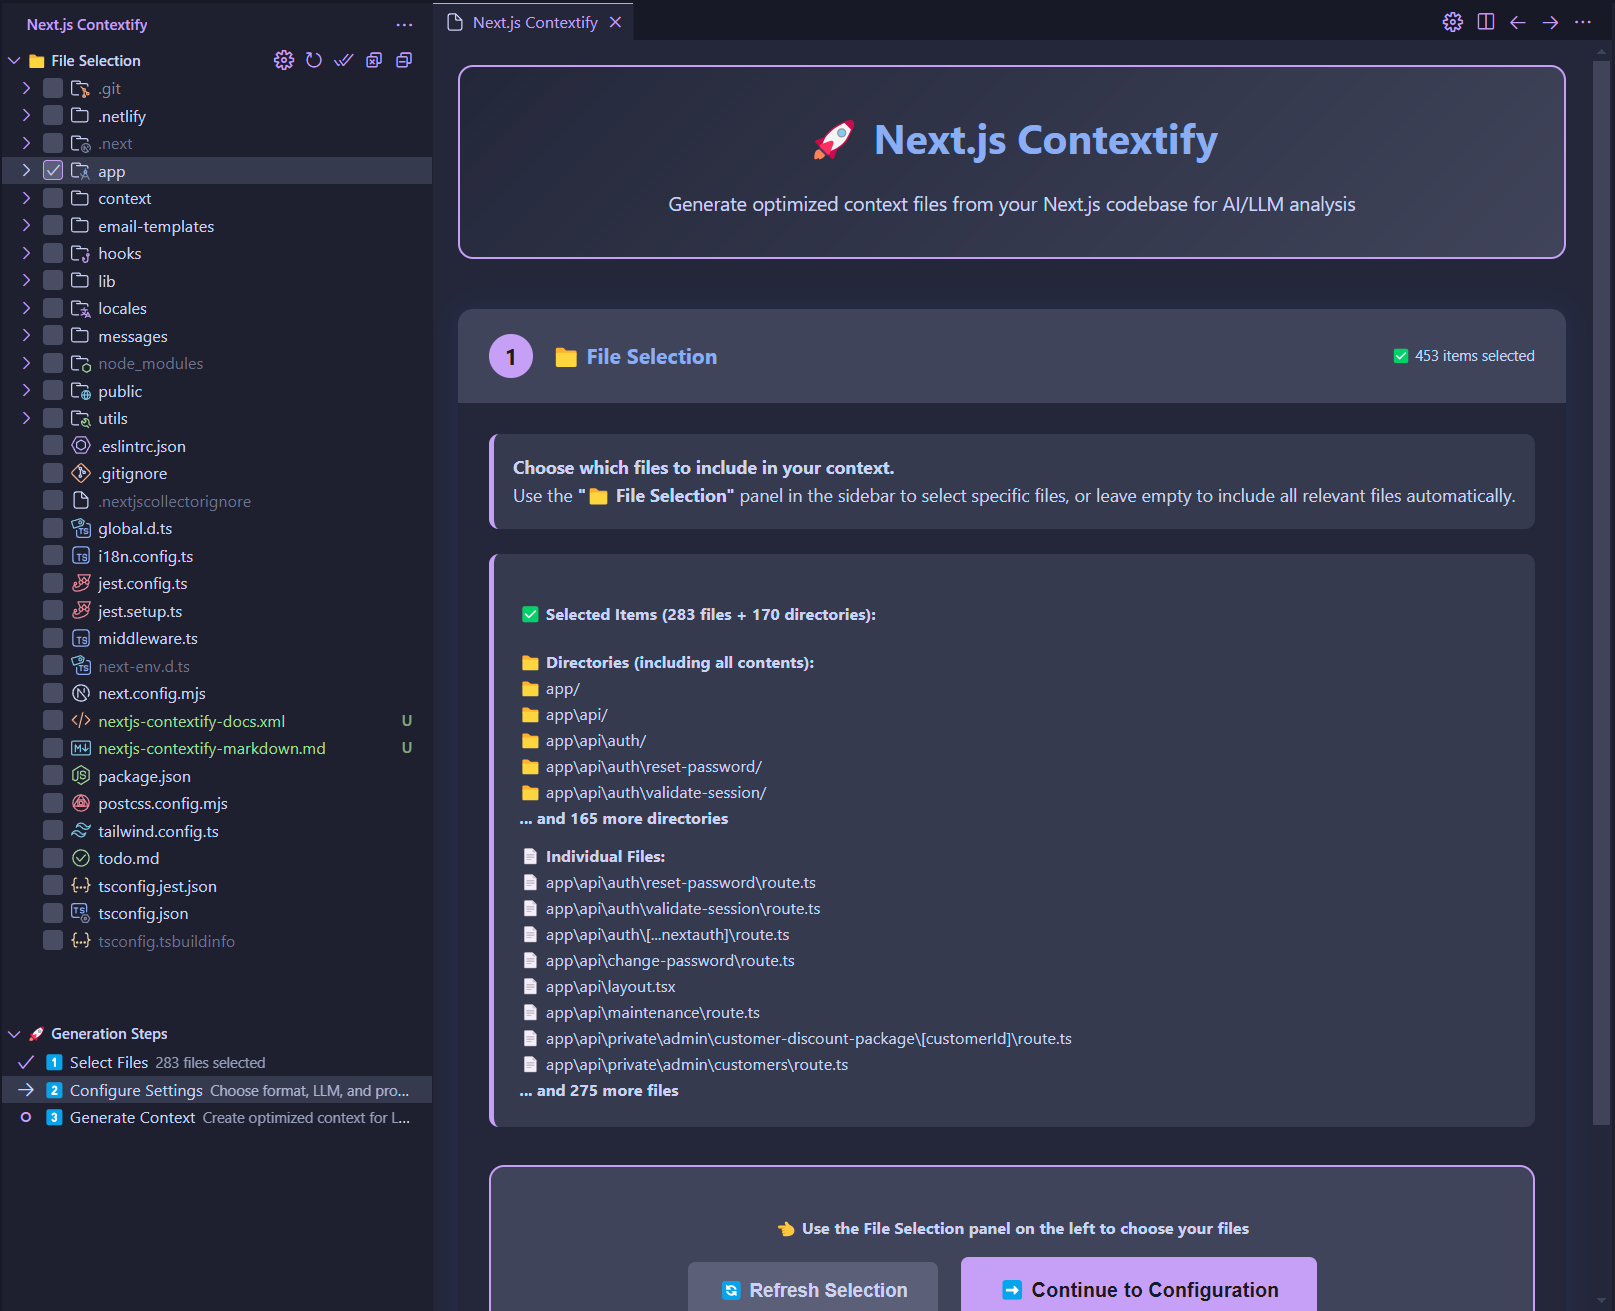 Next.js Contextify
File Selection
.git
.netlify
.next
app
context
email-templates
hooks
lib
locales
messages
node_modules
public
utils
.eslintrc.json
.gitignore
.nextjscollectorignore
global.d.ts
i18n.config.ts
jest.config.ts
jest.setup.ts
middleware.ts
next-env.d.ts
next.config.mjs
nextjs-contextify-docs.xml U
nextjs-contextify-markdown.md U
package.json
postcss.config.mjs
tailwind.config.ts
todo.md
tsconfig.jest.json
tsconfig.json
tsconfig.tsbuildinfo
Generation Steps
1 Select Files 283 files selected
2 Configure Settings Choose format, LLM, and pro...
3 Generate Context Create optimized context for L...
Next.js Contextify
Next.js Contextify
Generate optimized context files from your Next.js codebase for AI/LLM analysis
1 File Selection
453 items selected
Choose which files to include in your context.
Use the "📁 File Selection" panel in the sidebar to select specific files, or leave empty to include all relevant files automatically.
Selected Items (283 files + 170 directories):
Directories (including all contents):
app/
app\api/
app\api\auth/
app\api\auth\reset-password/
app\api\auth\validate-session/
... and 165 more directories
Individual Files:
app\api\auth\reset-password\route.ts
app\api\auth\validate-session\route.ts
app\api\auth\[...nextauth]\route.ts
app\api\change-password\route.ts
app\api\layout.tsx
app\api\maintenance\route.ts
app\api\private\admin\customer-discount-package\[customerId]\route.ts
app\api\private\admin\customers\route.ts
... and 275 more files
Use the File Selection panel on the left to choose your files
Refresh Selection
Continue to Configuration